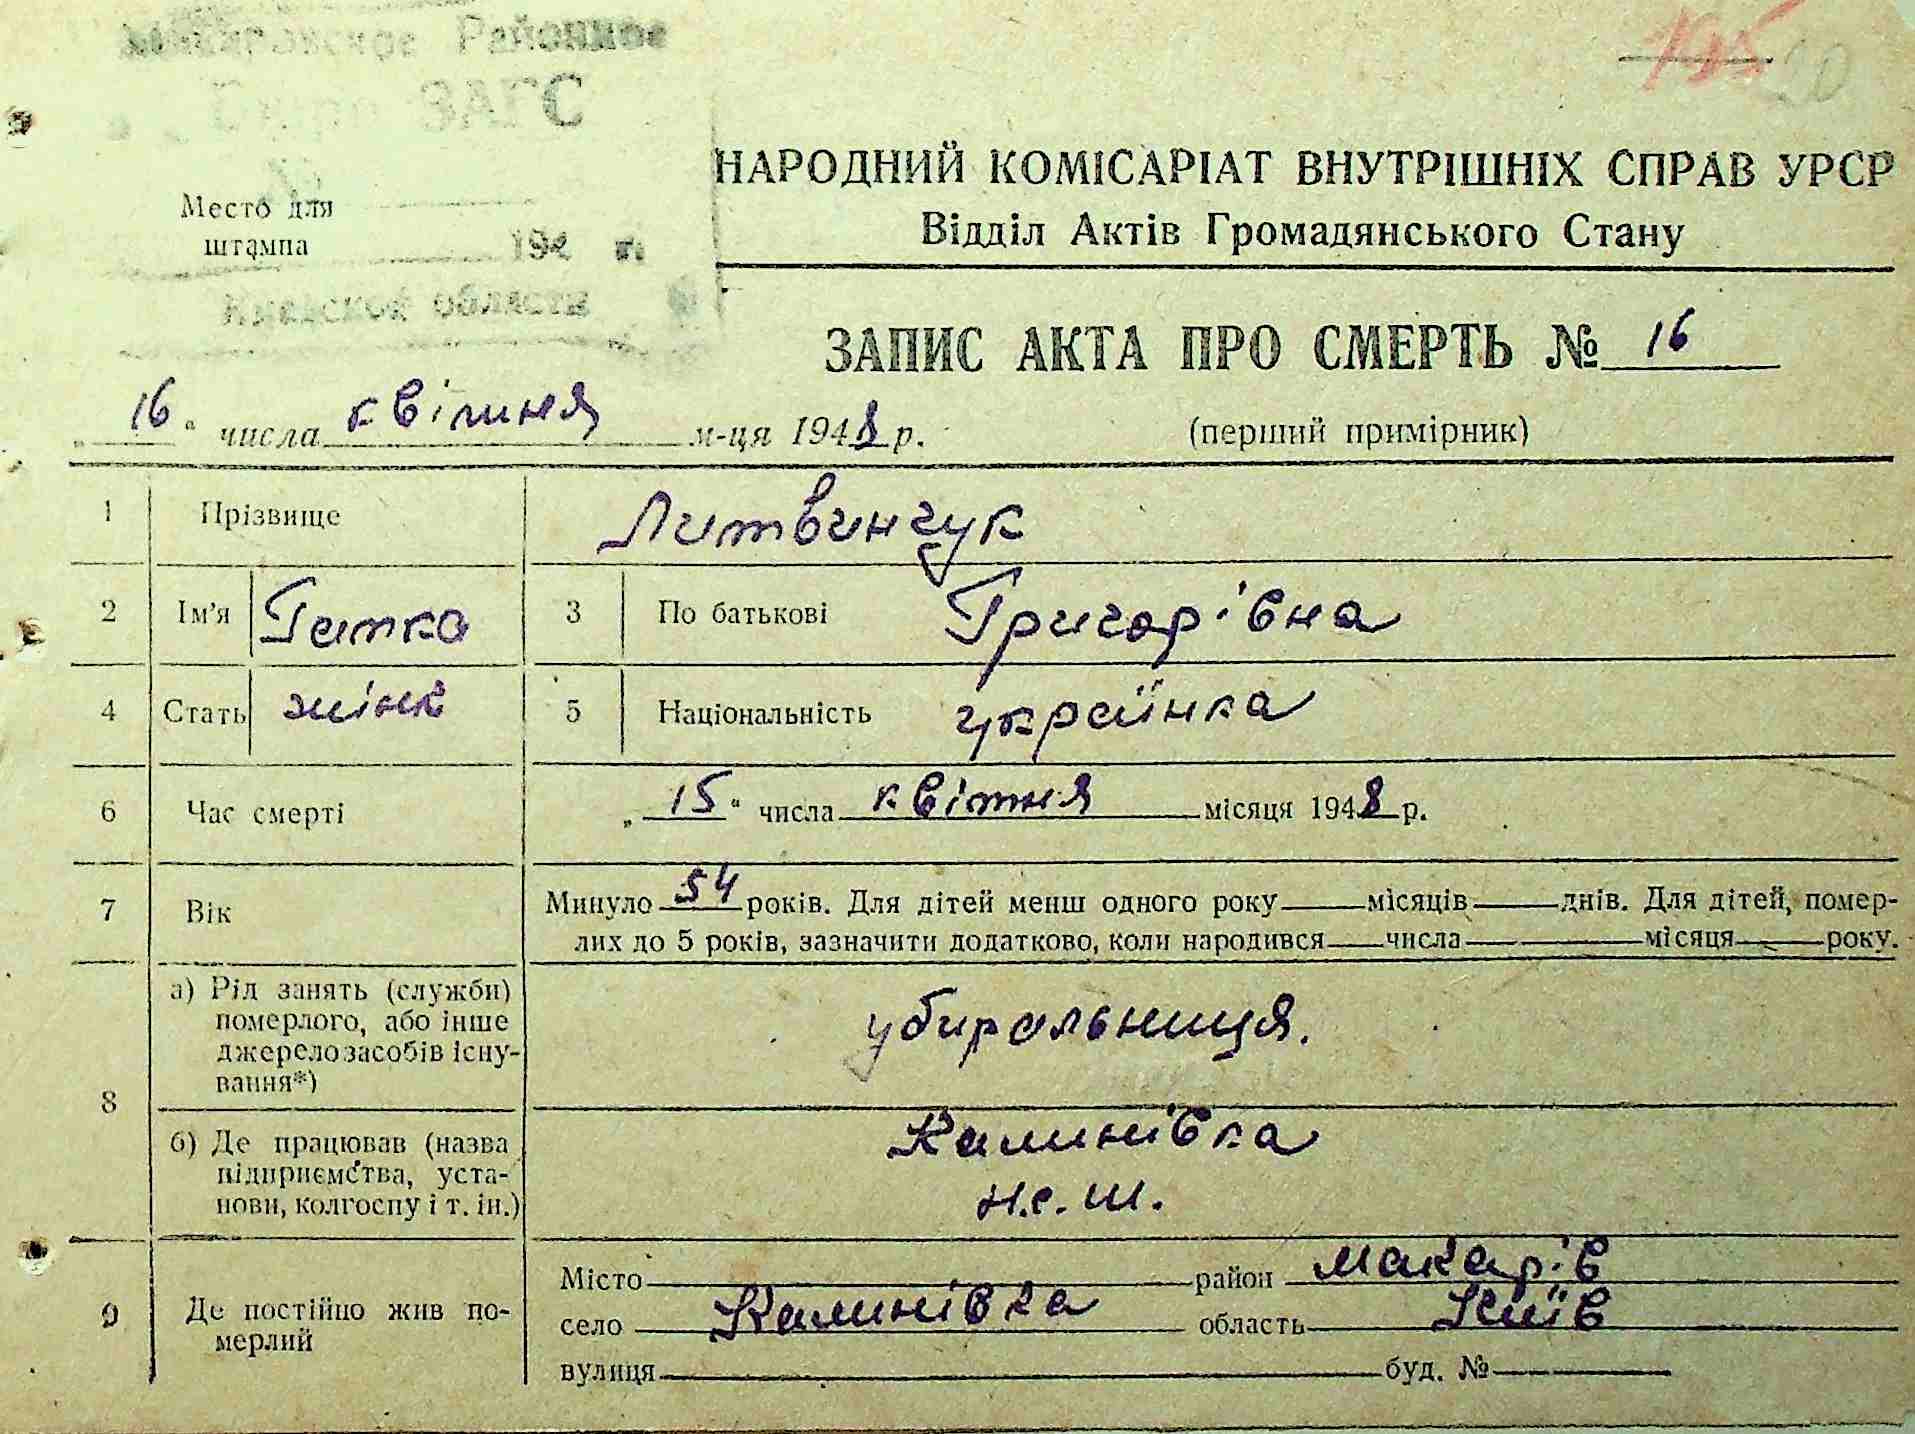 Районное
ЗАГС
195 20
Место для
штампа
194 г.
Киевской области
НАРОДНИЙ КОМІСАРІАТ ВНУТРІШНІХ СПРАВ УРСР
Відділ Актів Громадянського Стану
ЗАПИС АКТА ПРО СМЕРТЬ № 16
„16“ числа квітня м-ця 1948 р. (перший примірник)
1 Прізвище Литвинчук
2 Ім'я Гапка 3 По батькові Григорівна
4 Стать жінк 5 Національність українка
6 Час смерті „15“ числа квітня місяця 1948 р.
7 Вік Минуло 54 років. Для дітей менш одного року місяців днів. Для дітей, помер-
лих до 5 років, зазначити додатково, коли народився числа місяця року.
8 а) Рід занять (служби)
померлого, або інше
джерело засобів існу-
вання*)
убиральниця.
б) Де працював (назва
підприємства, уста-
нови, колгоспу і т. ін.)
Калинівка
н.с.ш.
9 Де постійно жив по-
мерлий
Місто район Макарів
село Калинівка область Київ
вулиця буд. №